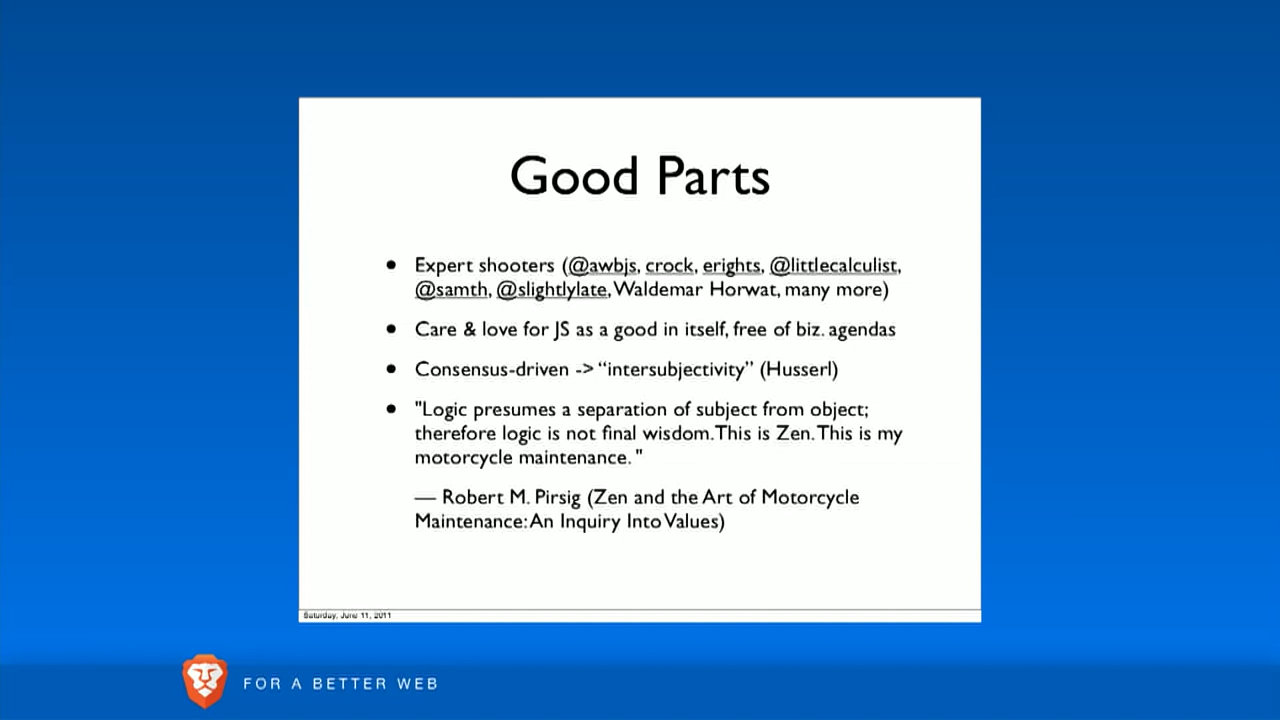 Good Parts
• Expert shooters (@awbjs, crock, erights, @littlecalculist,
@samth, @slightlylate, Waldemar Horwat, many more)
• Care & love for JS as a good in itself, free of biz. agendas
• Consensus-driven -> “intersubjectivity” (Husserl)
• "Logic presumes a separation of subject from object;
therefore logic is not final wisdom. This is Zen. This is my
motorcycle maintenance. "
— Robert M. Pirsig (Zen and the Art of Motorcycle
Maintenance: An Inquiry Into Values)
Saturday, June 11, 2011
FOR A BETTER WEB